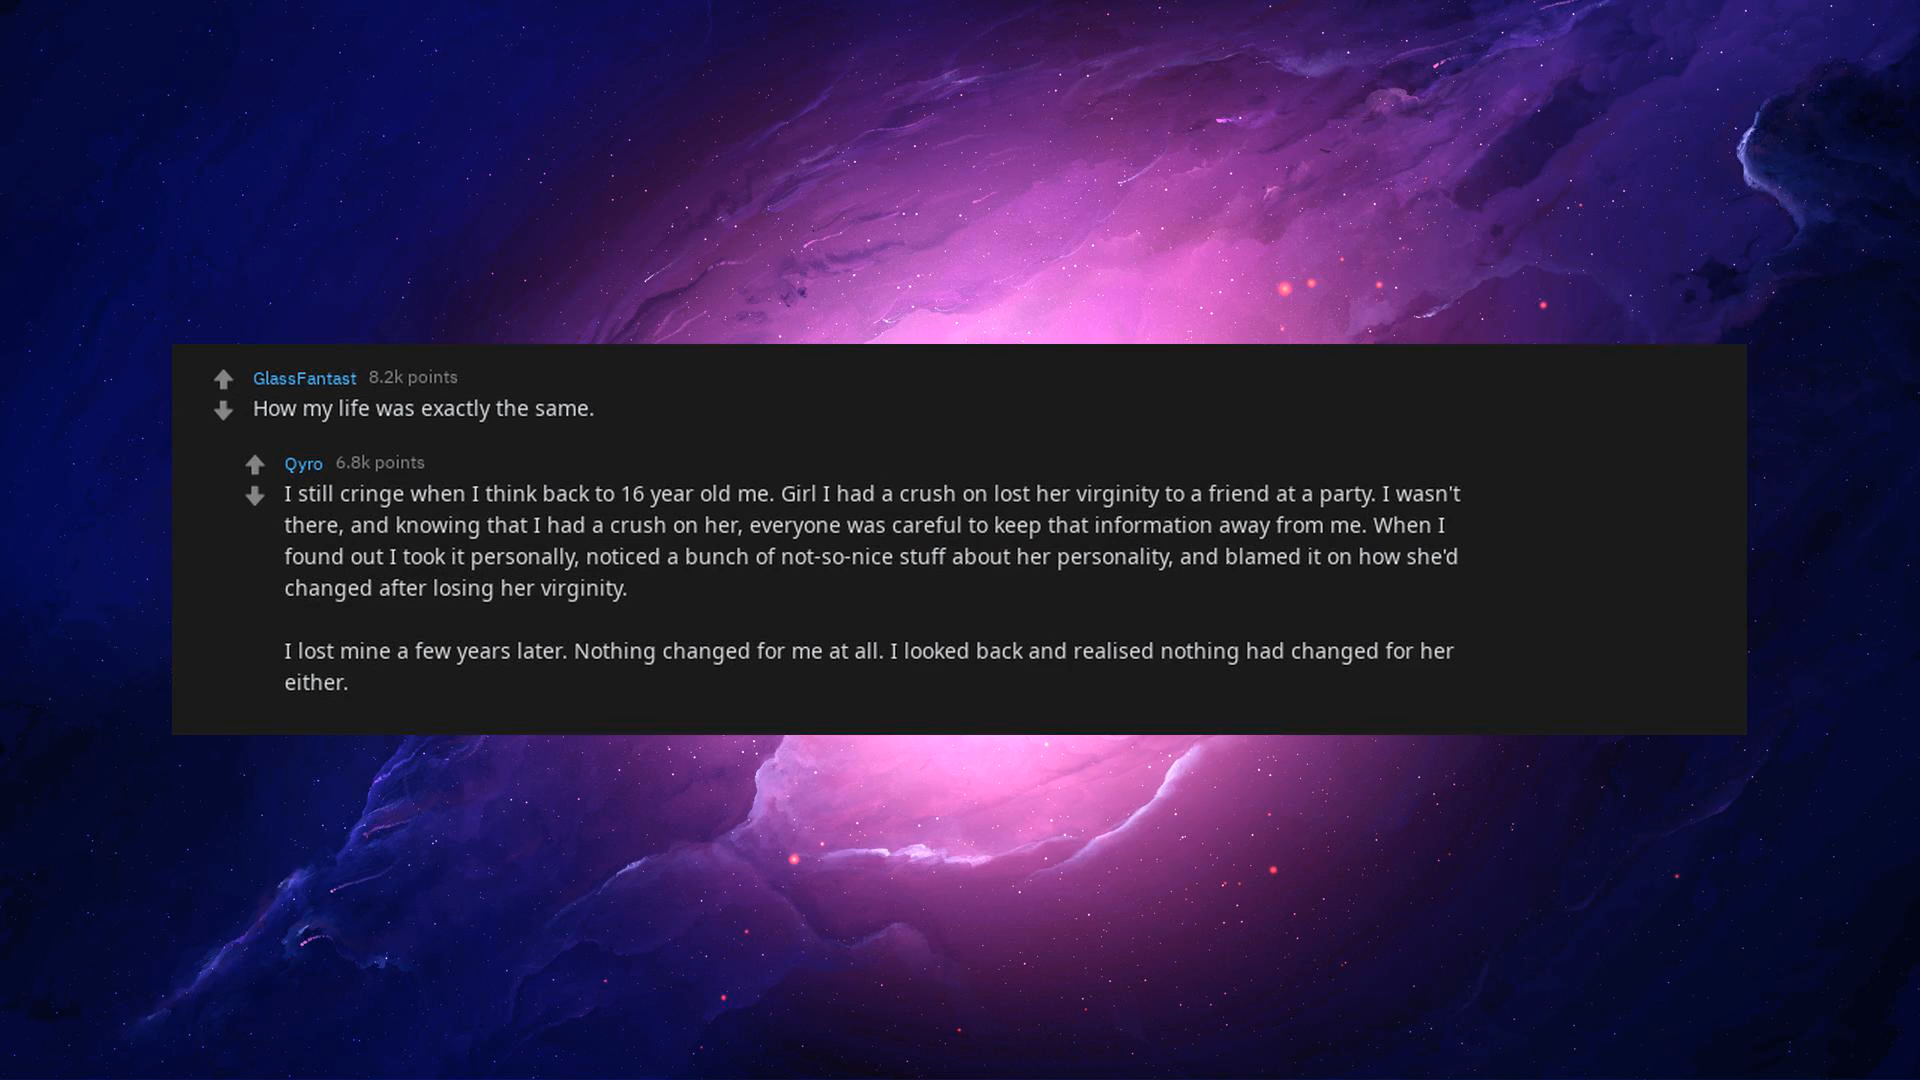 GlassFantast 8.2k points
How my life was exactly the same.
Qyro 6.8k points
I still cringe when I think back to 16 year old me. Girl I had a crush on lost her virginity to a friend at a party. I wasn't
there, and knowing that I had a crush on her, everyone was careful to keep that information away from me. When I
found out I took it personally, noticed a bunch of not-so-nice stuff about her personality, and blamed it on how she'd
changed after losing her virginity.
I lost mine a few years later. Nothing changed for me at all. I looked back and realised nothing had changed for her
either.